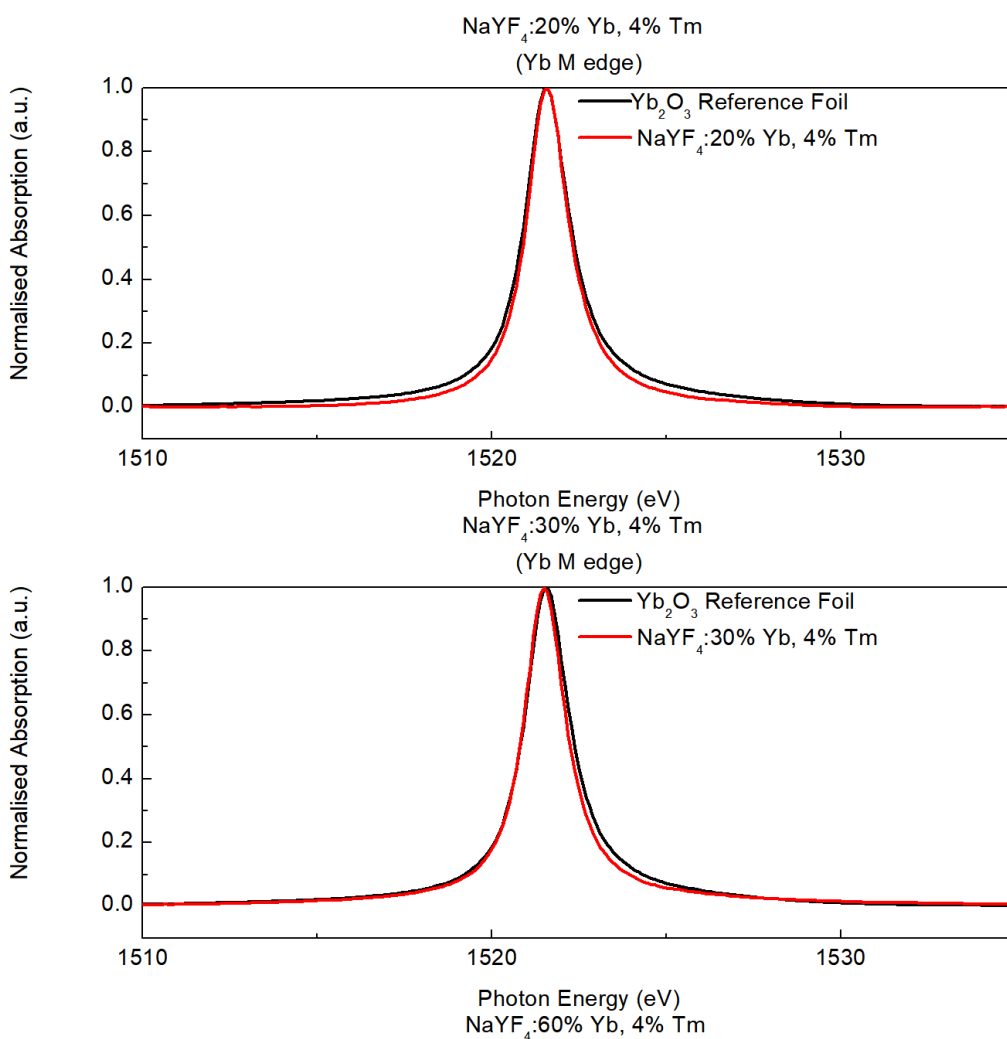 NaYF₄:20% Yb, 4% Tm
(Yb M edge)
Normalised Absorption (a.u.)
1.0
0.8
0.6
0.4
0.2
0.0
Yb₂O₃ Reference Foil
NaYF₄:20% Yb, 4% Tm
1510
1520
1530
Photon Energy (eV)
NaYF₄:30% Yb, 4% Tm
(Yb M edge)
Normalised Absorption (a.u.)
1.0
0.8
0.6
0.4
0.2
0.0
Yb₂O₃ Reference Foil
NaYF₄:30% Yb, 4% Tm
1510
1520
1530
Photon Energy (eV)
NaYF₄:60% Yb, 4% Tm